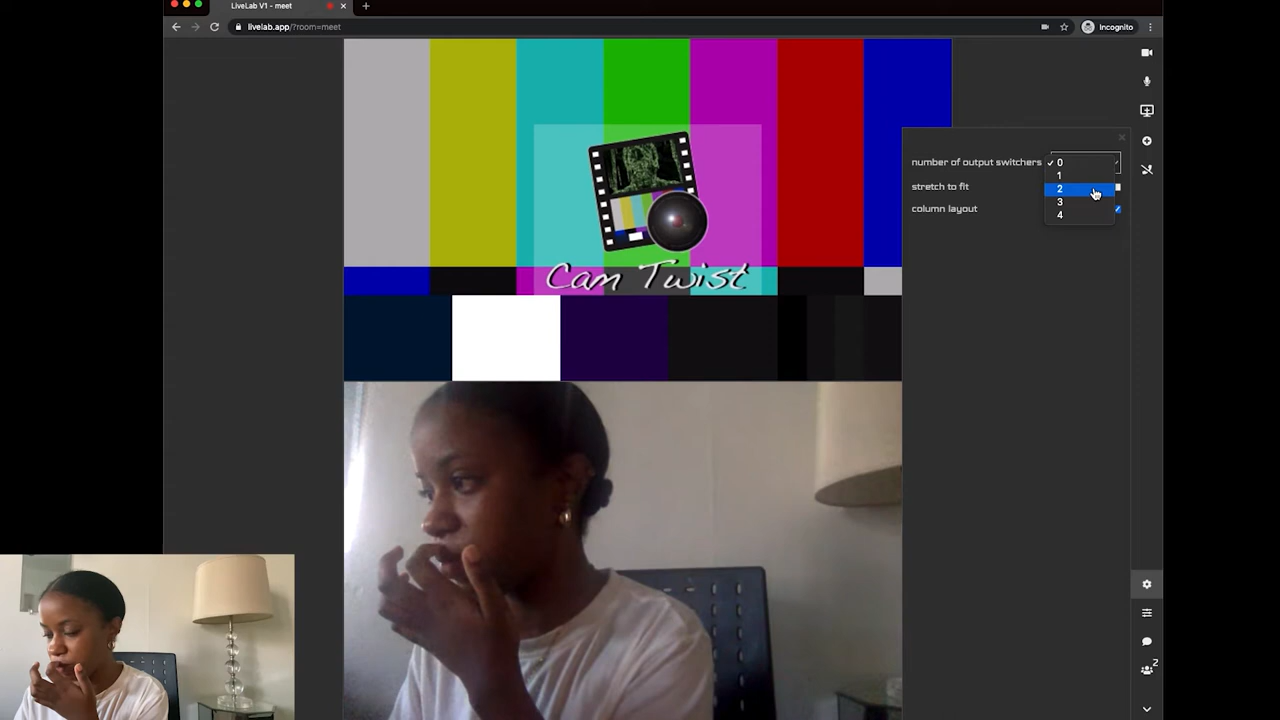 LiveLab V1 - meet
livelab.app/?room=meet
Incognito
number of output switchers
0
1
2
3
4
stretch to fit
column layout
Cam Twist
2